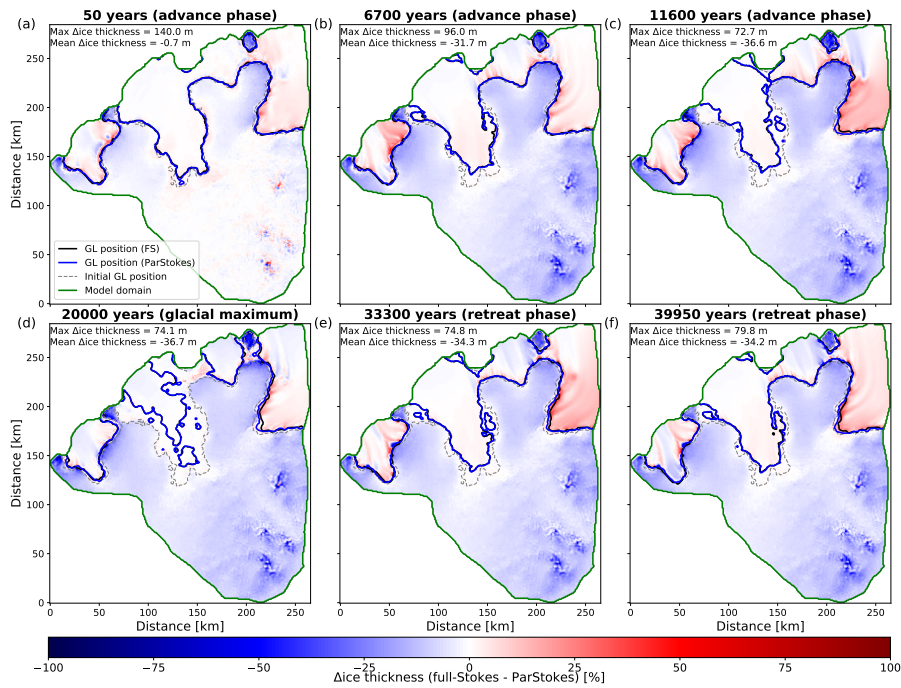 (a) 50 years (advance phase)
Max Δice thickness = 140.0 m
Mean Δice thickness = -0.7 m
(b) 6700 years (advance phase)
Max Δice thickness = 96.0 m
Mean Δice thickness = -31.7 m
(c) 11600 years (advance phase)
Max Δice thickness = 72.7 m
Mean Δice thickness = -36.6 m
Distance [km]
250
200
150
100
50
0
GL position (FS)
GL position (ParStokes)
Initial GL position
Model domain
(d) 20000 years (glacial maximum)
Max Δice thickness = 74.1 m
Mean Δice thickness = -36.7 m
(e) 33300 years (retreat phase)
Max Δice thickness = 74.8 m
Mean Δice thickness = -34.3 m
(f) 39950 years (retreat phase)
Max Δice thickness = 79.8 m
Mean Δice thickness = -34.2 m
Distance [km]
250
200
150
100
50
0
0 50 100 150 200 250
0 50 100 150 200 250
0 50 100 150 200 250
Distance [km]
Distance [km]
Distance [km]
−100 −75 −50 −25 0 25 50 75 100
Δice thickness (full-Stokes - ParStokes) [%]